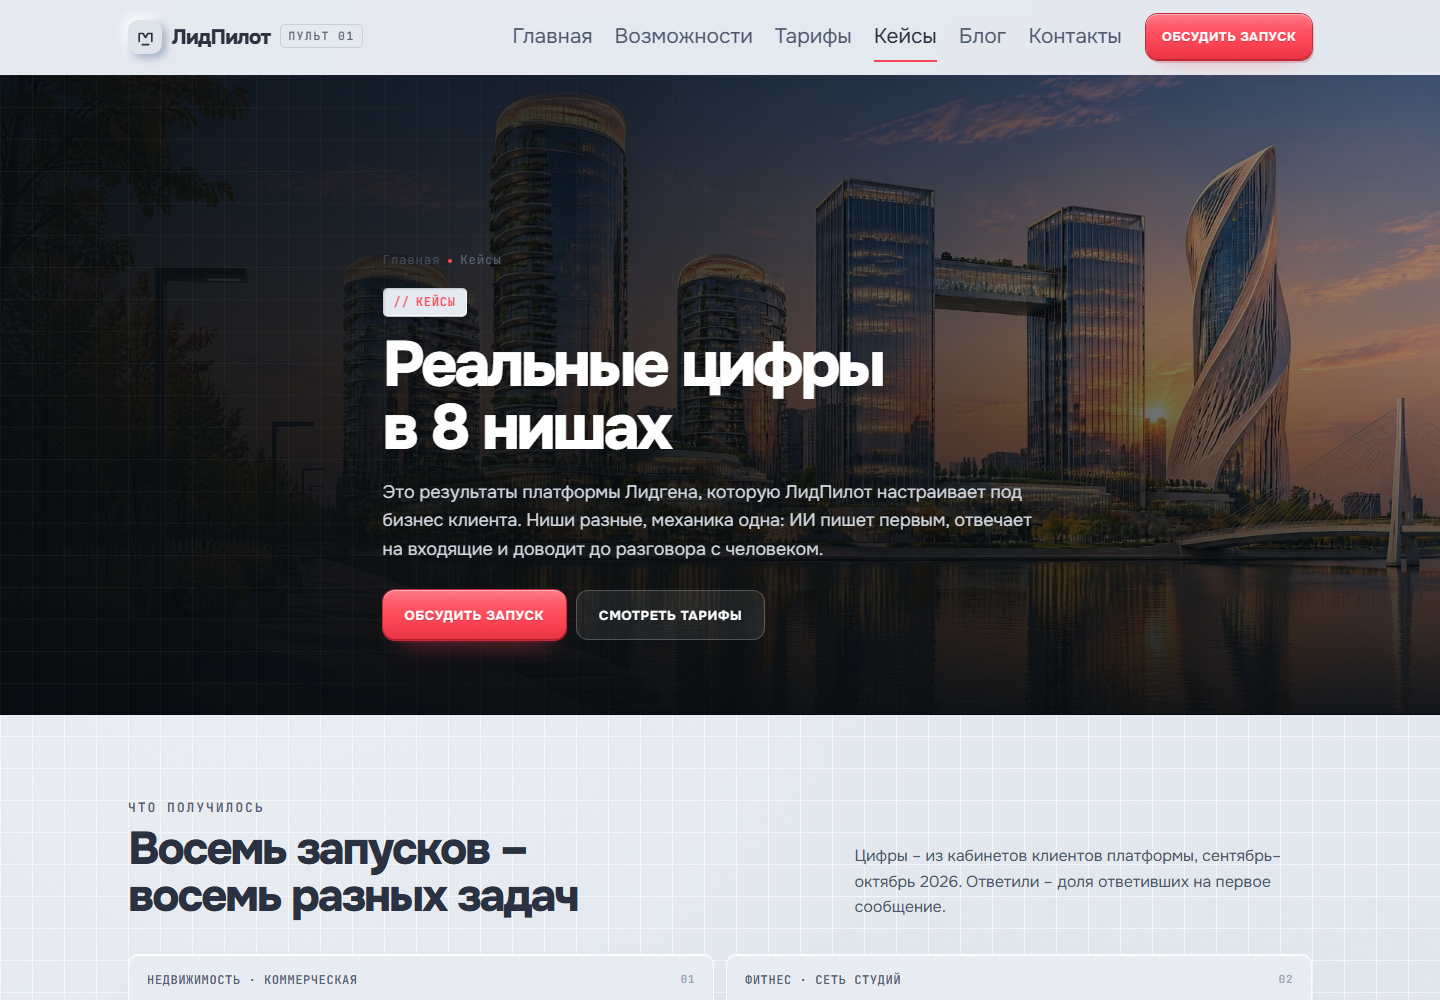 ЛидПилот
ПУЛЬТ 01
Главная
Возможности
Тарифы
Кейсы
Блог
Контакты
ОБСУДИТЬ ЗАПУСК
Главная • Кейсы
// КЕЙСЫ
Реальные цифры
в 8 нишах
Это результаты платформы Лидгена, которую ЛидПилот настраивает под
бизнес клиента. Ниши разные, механика одна: ИИ пишет первым, отвечает
на входящие и доводит до разговора с человеком.
ОБСУДИТЬ ЗАПУСК
СМОТРЕТЬ ТАРИФЫ
ЧТО ПОЛУЧИЛОСЬ
Восемь запусков –
восемь разных задач
Цифры – из кабинетов клиентов платформы, сентябрь–
октябрь 2026. Ответили – доля ответивших на первое
сообщение.
НЕДВИЖИМОСТЬ · КОММЕРЧЕСКАЯ
01
ФИТНЕС · СЕТЬ СТУДИЙ
02